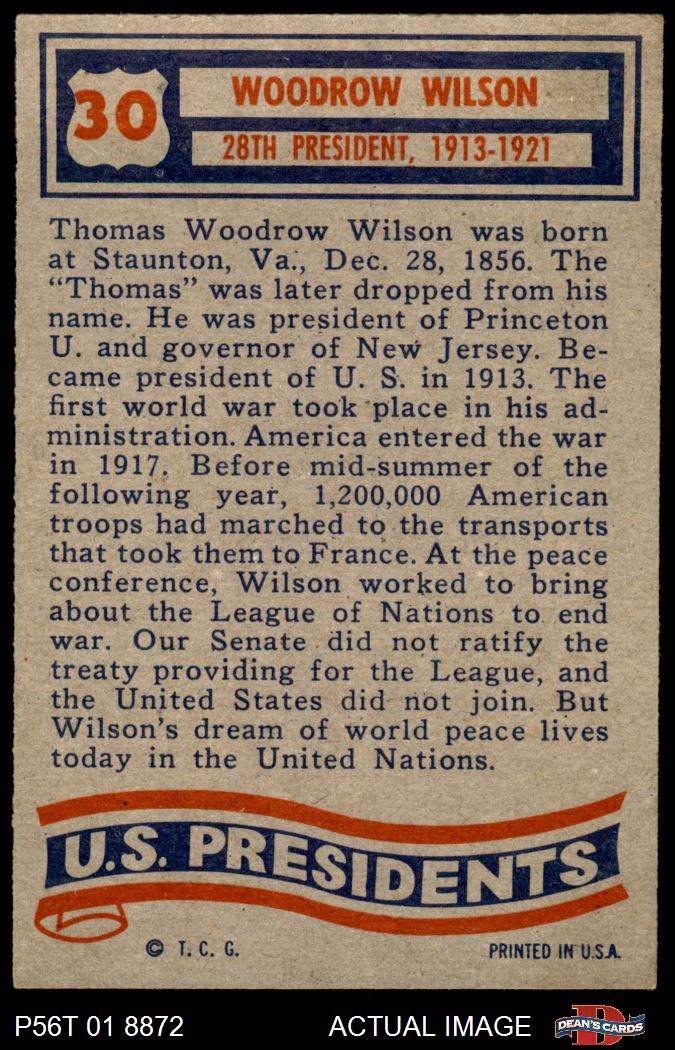 30
WOODROW WILSON
28TH PRESIDENT, 1913-1921
Thomas Woodrow Wilson was born
at Staunton, Va., Dec. 28, 1856. The
“Thomas” was later dropped from his
name. He was president of Princeton
U. and governor of New Jersey. Be-
came president of U. S. in 1913. The
first world war took place in his ad-
ministration. America entered the war
in 1917. Before mid-summer of the
following year, 1,200,000 American
troops had marched to the transports
that took them to France. At the peace
conference, Wilson worked to bring
about the League of Nations to end
war. Our Senate did not ratify the
treaty providing for the League, and
the United States did not join. But
Wilson's dream of world peace lives
today in the United Nations.
U.S. PRESIDENTS
© T. C. G.
PRINTED IN U.S.A.
P56T 01 8872
ACTUAL IMAGE
D
DEAN'S CARDS